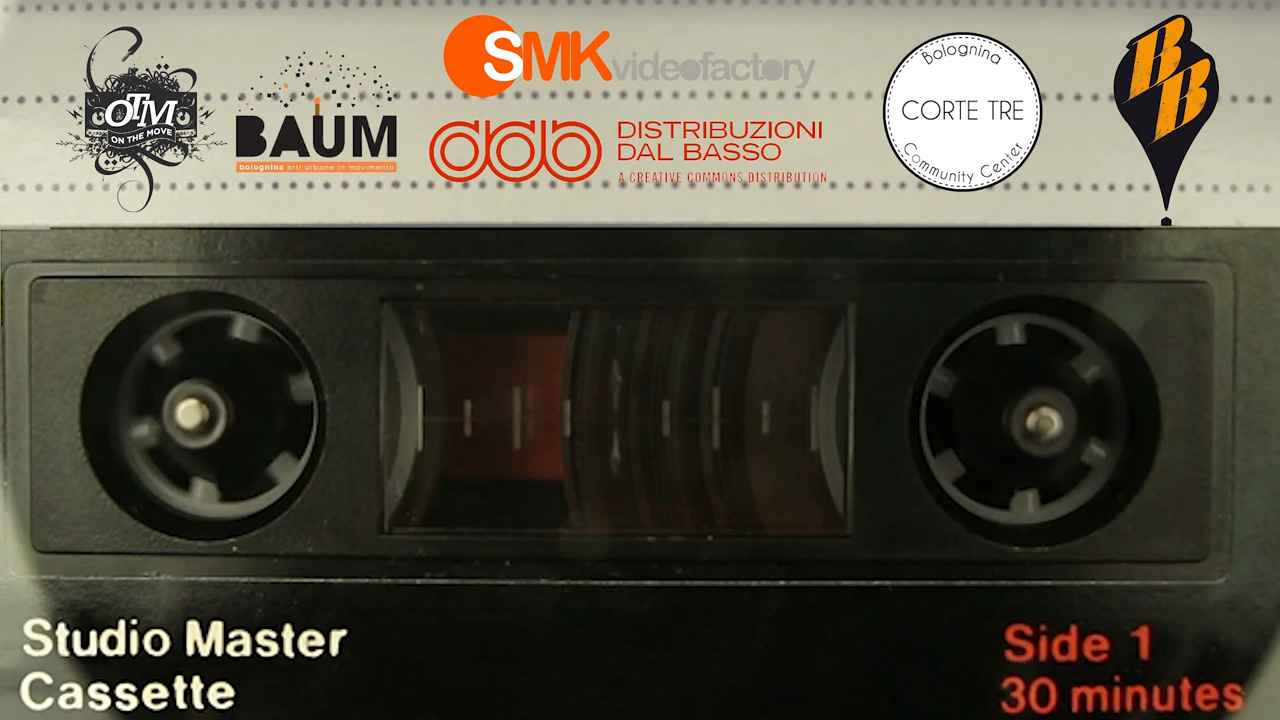 OTM
ON THE MOVE
BAUM
bolognina arti urbane in movimento
SMK videofactory
ddb
DISTRIBUZIONI
DAL BASSO
A CREATIVE COMMONS DISTRIBUTION
Bolognina
CORTE TRE
Community Center
BB
Studio Master
Cassette
Side 1
30 minutes